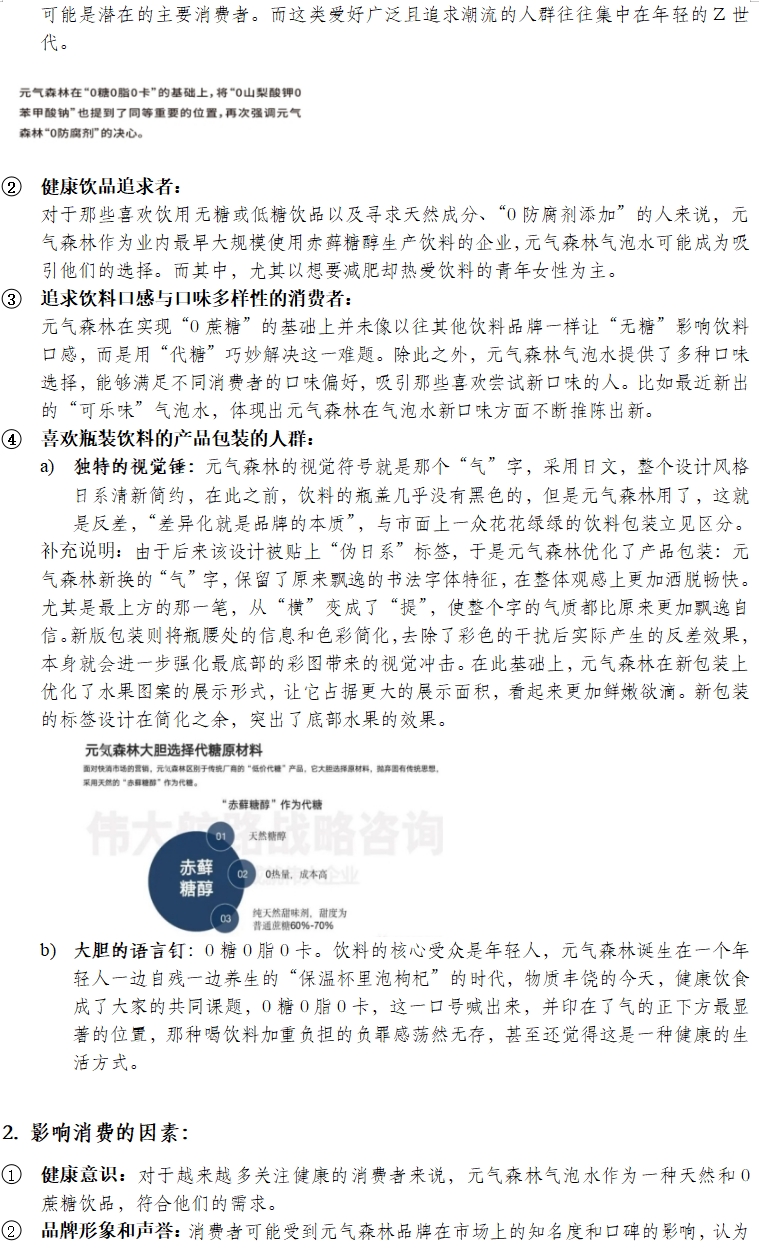 可能是潜在的主要消费者。而这类爱好广泛且追求潮流的人群往往集中在年轻的 Z 世
代。
元气森林在“0糖0脂0卡”的基础上，将“0山梨酸钾0
苯甲酸钠”也提到了同等重要的位置，再次强调元气
森林“0防腐剂”的决心。
② 健康饮品追求者：
对于那些喜欢饮用无糖或低糖饮品以及寻求天然成分、“0 防腐剂添加”的人来说，元
气森林作为业内最早大规模使用赤藓糖醇生产饮料的企业，元气森林气泡水可能成为吸
引他们的选择。而其中，尤其以想要减肥却热爱饮料的青年女性为主。
③ 追求饮料口感与口味多样性的消费者：
元气森林在实现“0 蔗糖”的基础上并未像以往其他饮料品牌一样让“无糖”影响饮料
口感，而是用“代糖”巧妙解决这一难题。除此之外，元气森林气泡水提供了多种口味
选择，能够满足不同消费者的口味偏好，吸引那些喜欢尝试新口味的人。比如最近新出
的“可乐味”气泡水，体现出元气森林在气泡水新口味方面不断推陈出新。
④ 喜欢瓶装饮料的产品包装的人群：
a) 独特的视觉锤：元气森林的视觉符号就是那个“气”字，采用日文，整个设计风格
日系清新简约，在此之前，饮料的瓶盖几乎没有黑色的，但是元气森林用了，这就
是反差，“差异化就是品牌的本质”，与市面上一众花花绿绿的饮料包装立见区分。
补充说明：由于后来该设计被贴上“伪日系”标签，于是元气森林优化了产品包装：元
气森林新换的“气”字，保留了原来飘逸的书法字体特征，在整体观感上更加洒脱畅快。
尤其是最上方的那一笔，从“横”变成了“提”，使整个字的气质都比原来更加飘逸自
信。新版包装则将瓶腰处的信息和色彩简化，去除了彩色的干扰后实际产生的反差效果，
本身就会进一步强化最底部的彩图带来的视觉冲击。在此基础上，元气森林在新包装上
优化了水果图案的展示形式，让它占据更大的展示面积，看起来更加鲜嫩欲滴。新包装
的标签设计在简化之余，突出了底部水果的效果。
元气森林大胆选择代糖原材料
面对快消市场的营销，元气森林区别于传统厂商的“低价代糖”产品，它大胆选择原材料，抛弃固有传统思想，
采用天然的“赤藓糖醇”作为代糖。
“赤藓糖醇”作为代糖
伟大航路战略咨询
赤藓
糖醇
01 天然糖醇
02 0热量，成本高
03 纯天然甜味剂，甜度为
普通蔗糖60%-70%
b) 大胆的语言钉：0 糖 0 脂 0 卡。饮料的核心受众是年轻人，元气森林诞生在一个年
轻人一边自残一边养生的“保温杯里泡枸杞”的时代，物质丰饶的今天，健康饮食
成了大家的共同课题，0 糖 0 脂 0 卡，这一口号喊出来，并印在了气的正下方最显
著的位置，那种喝饮料加重负担的负罪感荡然无存，甚至还觉得这是一种健康的生
活方式。
2. 影响消费的因素：
① 健康意识：对于越来越多关注健康的消费者来说，元气森林气泡水作为一种天然和 0
蔗糖饮品，符合他们的需求。
② 品牌形象和声誉：消费者可能受到元气森林品牌在市场上的知名度和口碑的影响，认为